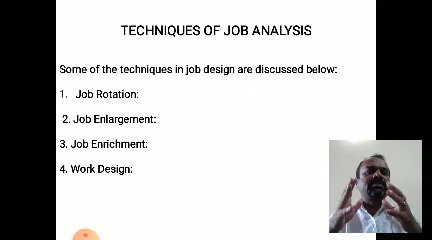 TECHNIQUES OF JOB ANALYSIS
Some of the techniques in job design are discussed below:
1. Job Rotation:
2. Job Enlargement:
3. Job Enrichment:
4. Work Design: